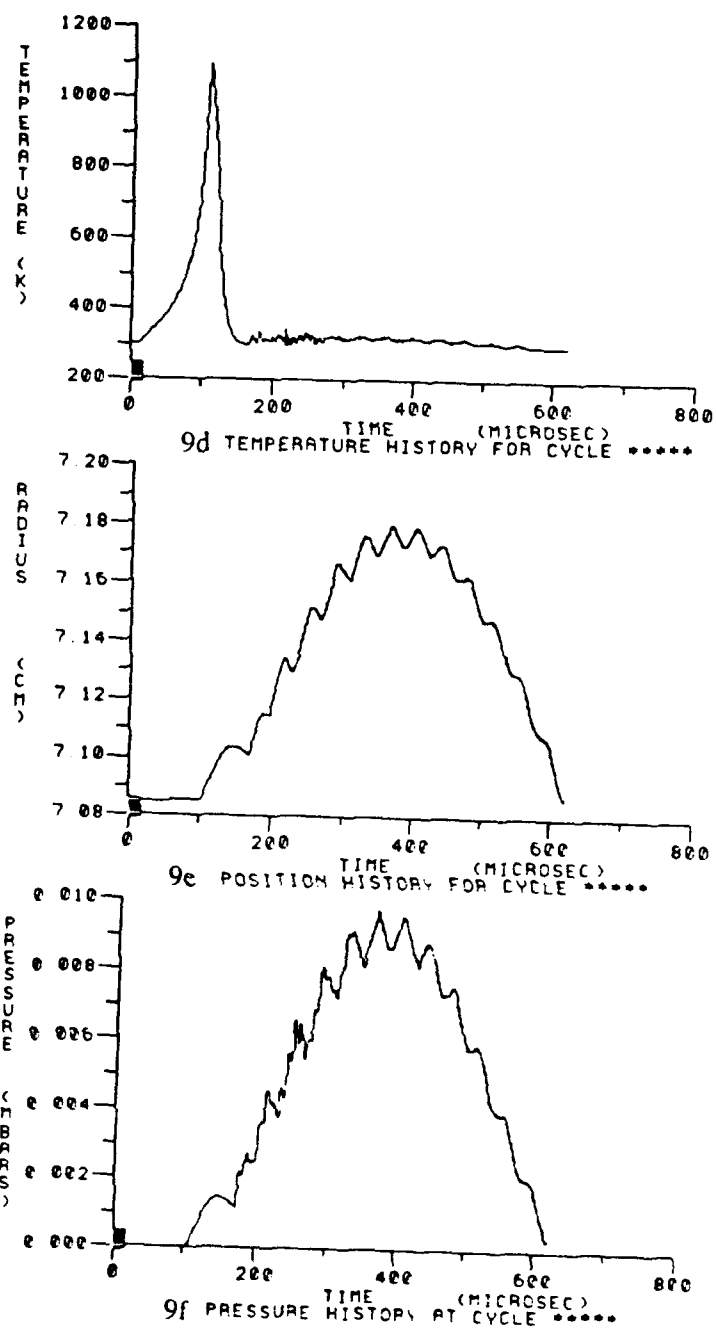 1200
1000
800
600
400
200
TEMPERATURE (K)
0 200 400 600 800
TIME (MICROSEC)
9d TEMPERATURE HISTORY FOR CYCLE *****
7.20
7.18
7.16
7.14
7.12
7.10
7.08
RADIUS (CM)
0 200 400 600 800
TIME (MICROSEC)
9e POSITION HISTORY FOR CYCLE *****
0.010
0.008
0.006
0.004
0.002
0.000
PRESSURE (MBARS)
0 200 400 600 800
TIME (MICROSEC)
9f PRESSURE HISTORY AT CYCLE *****